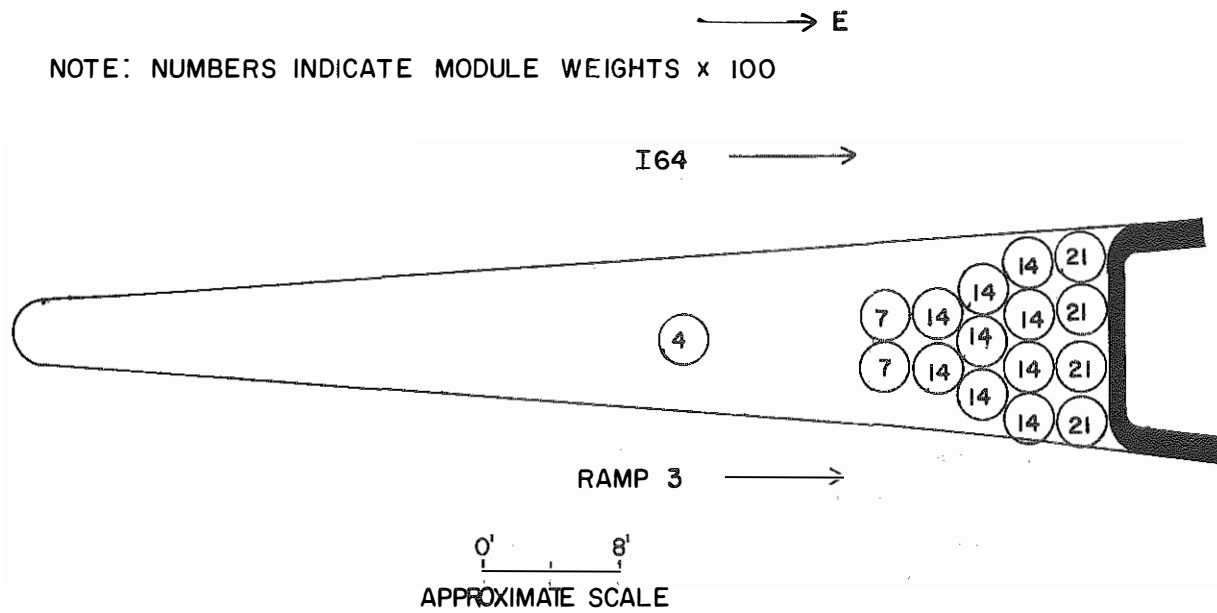 E
NOTE: NUMBERS INDICATE MODULE WEIGHTS x 100
I64
14 21
14
7 14 14 21
4 14
7 14 14 21
14
14 21
RAMP 3
0' 8'
APPROXIMATE SCALE